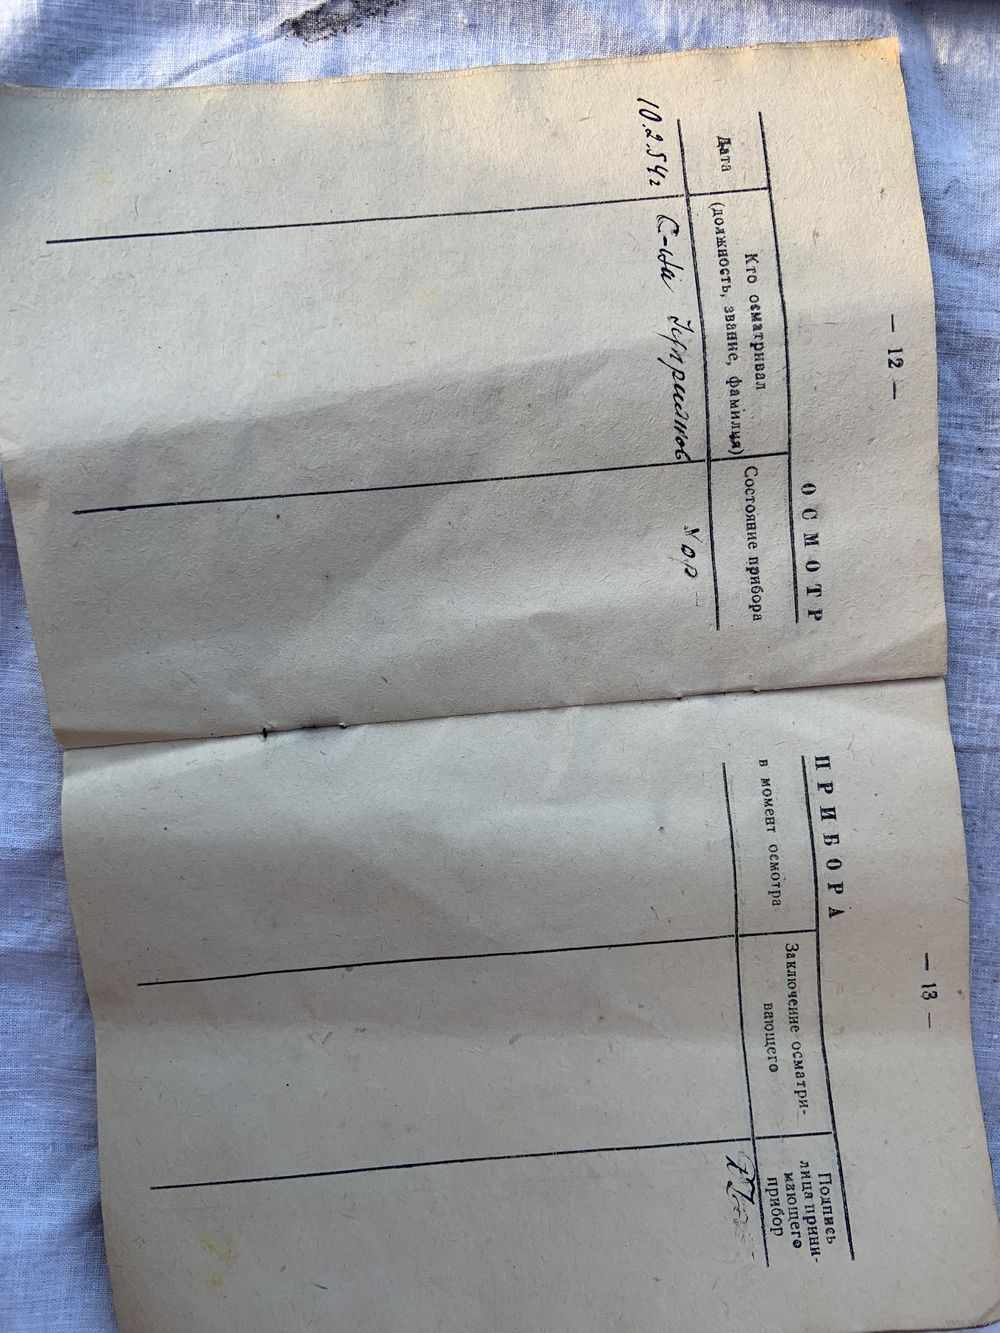 — 12 —
ОСМОТР
Дата
Кто осматривал
(должность, звание, фамилия)
Состояние прибора
10.2.54г
Куприянов
хор
— 13 —
ПРИБОРА
в момент осмотра
Заключение осматри-
вающего
Подпись
лица прини-
мающего
прибор